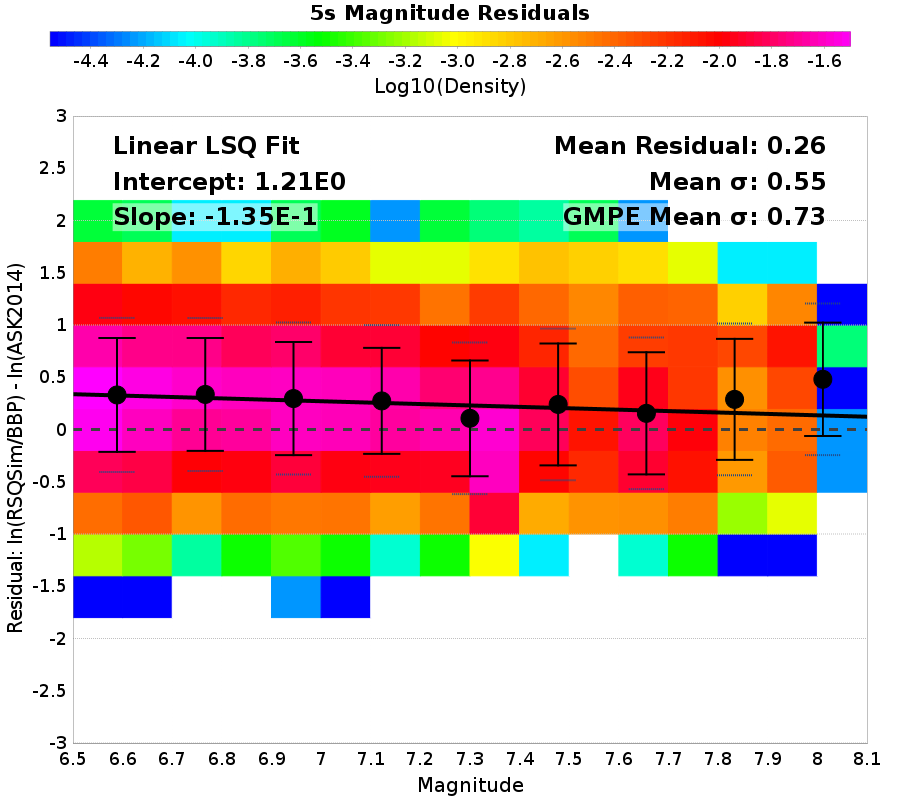 5s Magnitude Residuals
-4.4 -4.2 -4.0 -3.8 -3.6 -3.4 -3.2 -3.0 -2.8 -2.6 -2.4 -2.2 -2.0 -1.8 -1.6
Log10(Density)
Linear LSQ Fit
Intercept: 1.21E0
Slope: -1.35E-1
Mean Residual: 0.26
Mean σ: 0.55
GMPE Mean σ: 0.73
Residual: ln(RSQSim/BBP) - ln(ASK2014)
3
2.5
2
1.5
1
0.5
0
-0.5
-1
-1.5
-2
-2.5
-3
6.5 6.6 6.7 6.8 6.9 7 7.1 7.2 7.3 7.4 7.5 7.6 7.7 7.8 7.9 8 8.1
Magnitude